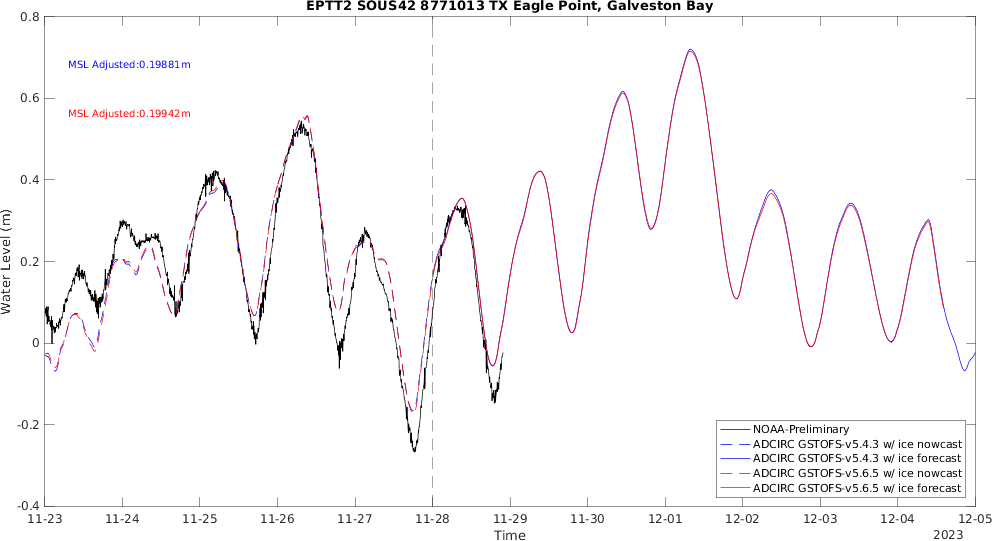 EPTT2 SOUS42 8771013 TX Eagle Point, Galveston Bay
MSL Adjusted:0.19881m
MSL Adjusted:0.19942m
Water Level (m)
0.8
0.6
0.4
0.2
0
-0.2
-0.4
NOAA-Preliminary
ADCIRC GSTOFS-v5.4.3 w/ ice nowcast
ADCIRC GSTOFS-v5.4.3 w/ ice forecast
ADCIRC GSTOFS-v5.6.5 w/ ice nowcast
ADCIRC GSTOFS-v5.6.5 w/ ice forecast
11-23 11-24 11-25 11-26 11-27 11-28 11-29 11-30 12-01 12-02 12-03 12-04 12-05
Time
2023